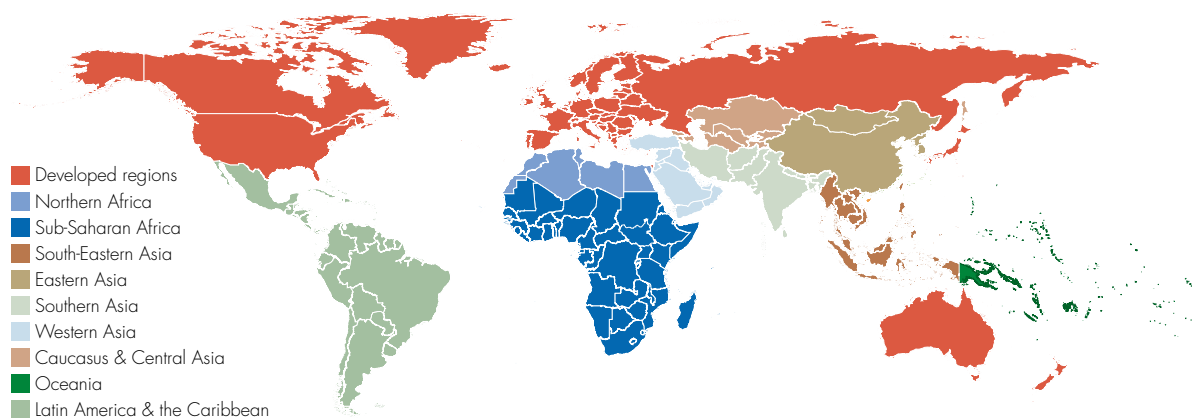 Developed regions
Northern Africa
Sub-Saharan Africa
South-Eastern Asia
Eastern Asia
Southern Asia
Western Asia
Caucasus & Central Asia
Oceania
Latin America & the Caribbean